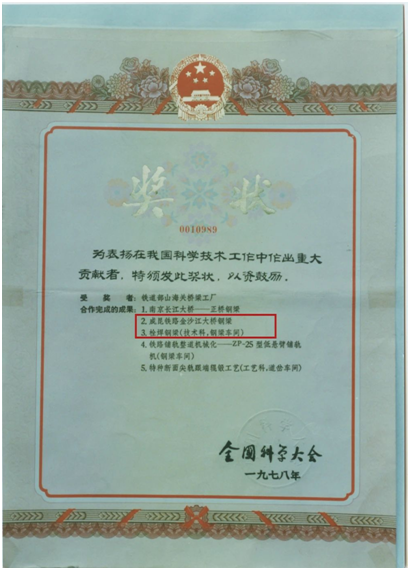 奖状
0010989
为表扬在我国科学技术工作中作出重大
贡献者，特颁发此奖状，以资鼓励。
受奖者：铁道部山海关桥梁工厂
合作完成的成果：1.南京长江大桥——正桥钢梁
2.成昆铁路金沙江大桥钢梁
3.栓焊钢梁(技术科,钢梁车间)
4.铁路铺轨整道机械化——ZP-25型低悬臂铺轨
机(钢梁车间)
5.特种断面尖轨跟端锻工艺(工艺科,道岔车间)
全国科学大会
一九七八年